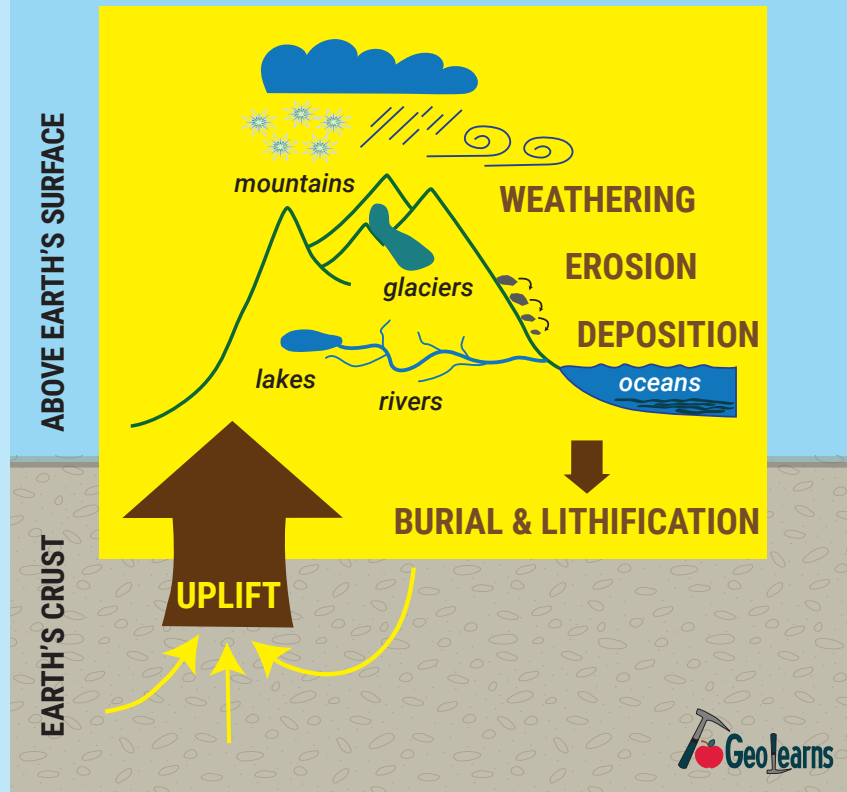 ABOVE EARTH'S SURFACE
EARTH'S CRUST
mountains
WEATHERING
EROSION
glaciers
DEPOSITION
lakes
rivers
oceans
BURIAL & LITHIFICATION
UPLIFT
GeoLearns